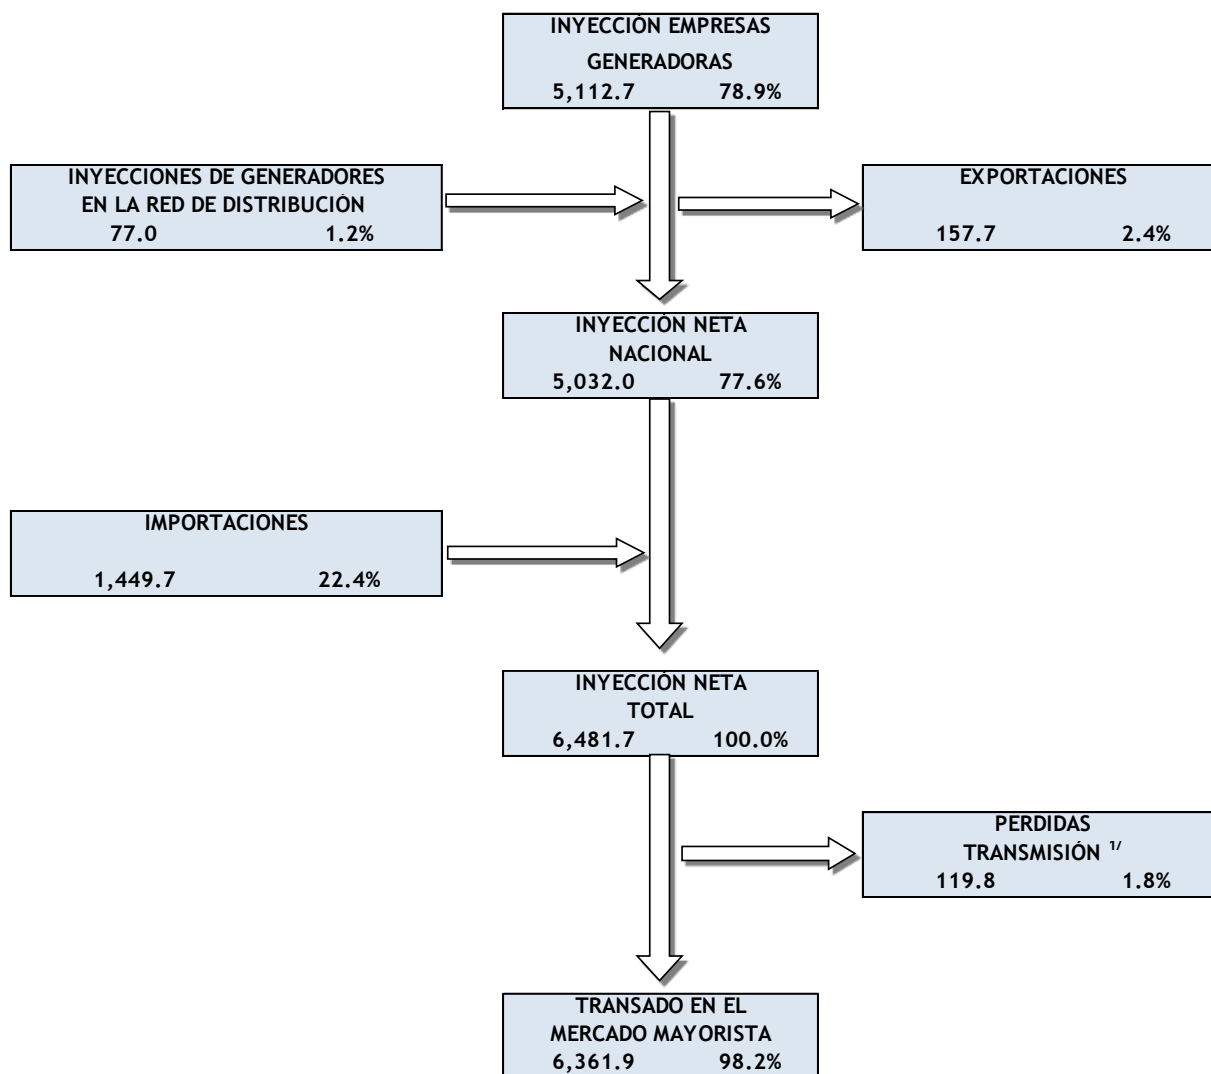 INYECCIÓN EMPRESAS
GENERADORAS
5,112.7 78.9%
INYECCIONES DE GENERADORES
EN LA RED DE DISTRIBUCIÓN
77.0 1.2%
EXPORTACIONES
157.7 2.4%
INYECCIÓN NETA
NACIONAL
5,032.0 77.6%
IMPORTACIONES
1,449.7 22.4%
INYECCIÓN NETA
TOTAL
6,481.7 100.0%
PERDIDAS
TRANSMISIÓN 1/
119.8 1.8%
TRANSADO EN EL
MERCADO MAYORISTA
6,361.9 98.2%